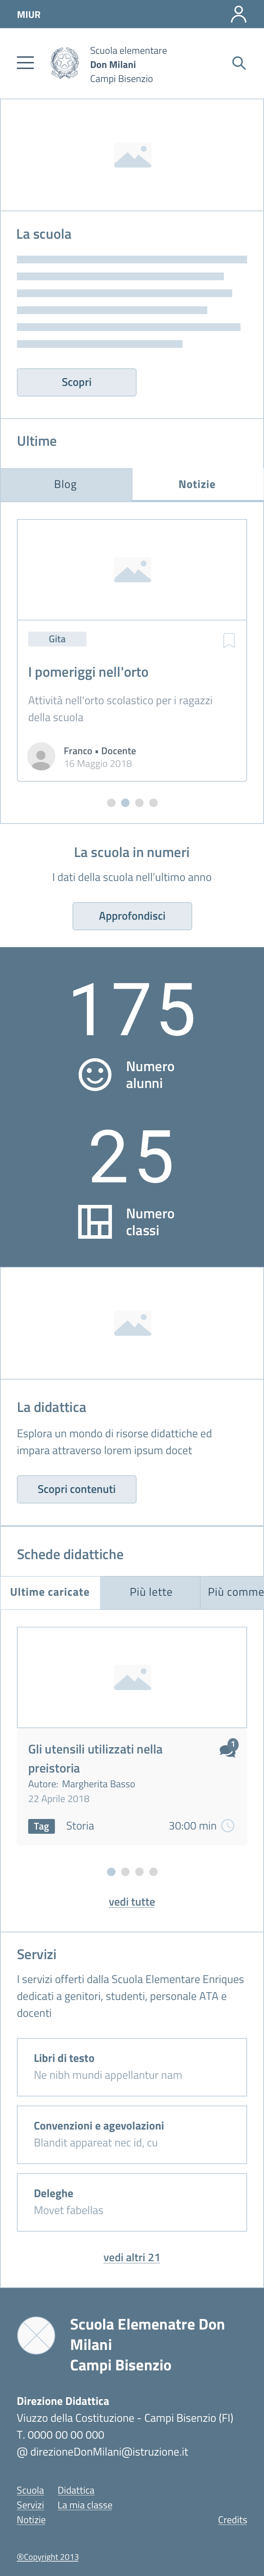 MIUR
Scuola elementare
Don Milani
Campi Bisenzio
La scuola
Scopri
Ultime
Blog
Notizie
Gita
I pomeriggi nell'orto
Attività nell'orto scolastico per i ragazzi
della scuola
Franco • Docente
16 Maggio 2018
La scuola in numeri
I dati della scuola nell'ultimo anno
Approfondisci
175
Numero
alunni
25
Numero
classi
La didattica
Esplora un mondo di risorse didattiche ed
impara attraverso lorem ipsum docet
Scopri contenuti
Schede didattiche
Ultime caricate
Più lette
Più comme
Gli utensili utilizzati nella
preistoria
1
Autore: Margherita Basso
22 Aprile 2018
Tag Storia 30:00 min
vedi tutte
Servizi
I servizi offerti dalla Scuola Elementare Enriques
dedicati a genitori, studenti, personale ATA e
docenti
Libri di testo
Ne nibh mundi appellantur nam
Convenzioni e agevolazioni
Blandit appareat nec id, cu
Deleghe
Movet fabellas
vedi altri 21
Scuola Elemenatre Don
Milani
Campi Bisenzio
Direzione Didattica
Viuzzo della Costituzione - Campi Bisenzio (FI)
T. 0000 00 00 000
@ direzioneDonMilani@istruzione.it
Scuola Didattica
Servizi La mia classe
Notizie Credits
®Copyright 2013